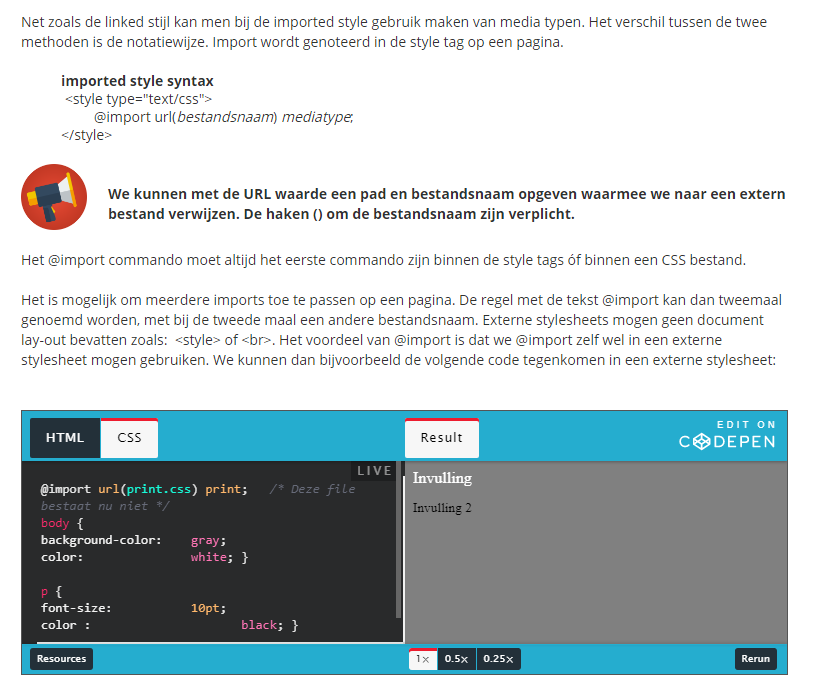 Net zoals de linked stijl kan men bij de imported style gebruik maken van media typen. Het verschil tussen de twee
methoden is de notatiewijze. Import wordt genoteerd in de style tag op een pagina.
imported style syntax
<style type="text/css">
@import url(bestandsnaam) mediatype;
</style>
We kunnen met de URL waarde een pad en bestandsnaam opgeven waarmee we naar een extern
bestand verwijzen. De haken () om de bestandsnaam zijn verplicht.
Het @import commando moet altijd het eerste commando zijn binnen de style tags óf binnen een CSS bestand.
Het is mogelijk om meerdere imports toe te passen op een pagina. De regel met de tekst @import kan dan tweemaal
genoemd worden, met bij de tweede maal een andere bestandsnaam. Externe stylesheets mogen geen document
lay-out bevatten zoals: <style> of <br>. Het voordeel van @import is dat we @import zelf wel in een externe
stylesheet mogen gebruiken. We kunnen dan bijvoorbeeld de volgende code tegenkomen in een externe stylesheet:
HTML CSS Result EDIT ON
CODEPEN
LIVE
@import url(print.css) print; /* Deze file
bestaat nu niet */
body {
background-color: gray;
color: white; }
p {
font-size: 10pt;
color : black; }
Invulling
Invulling 2
Resources 1x 0.5x 0.25x Rerun